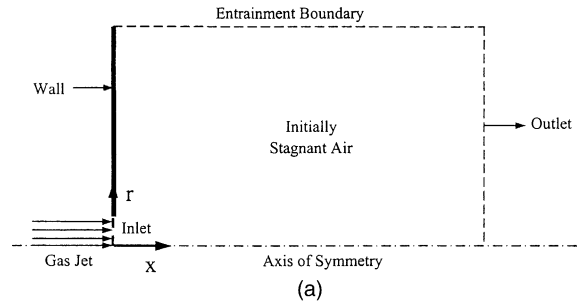 Entrainment Boundary
Wall
Initially
Stagnant Air
Outlet
r
Inlet
Gas Jet
x
Axis of Symmetry
(a)